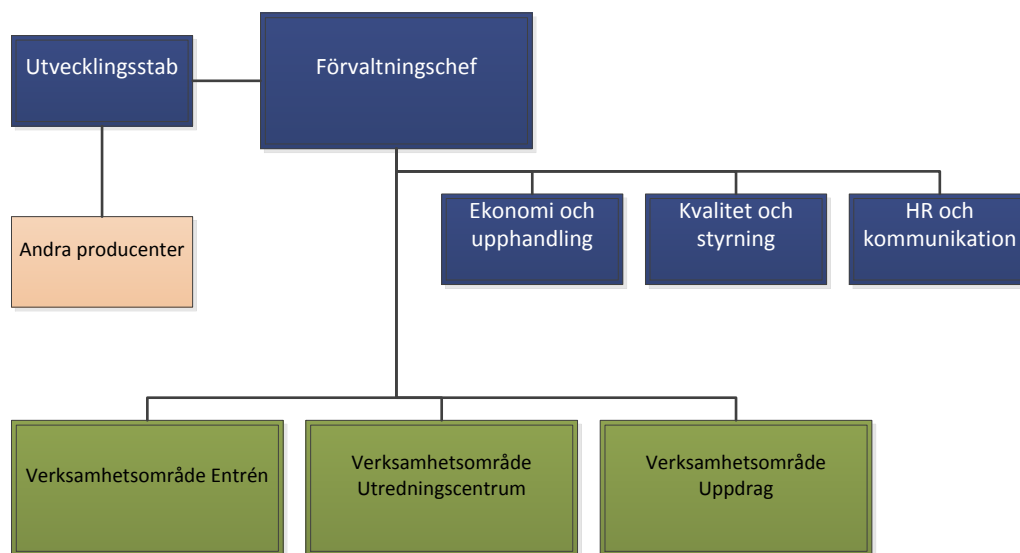 Utvecklingsstab
Förvaltningschef
Andra producenter
Ekonomi och
upphandling
Kvalitet och
styrning
HR och
kommunikation
Verksamhetsområde Entrén
Verksamhetsområde
Utredningscentrum
Verksamhetsområde
Uppdrag